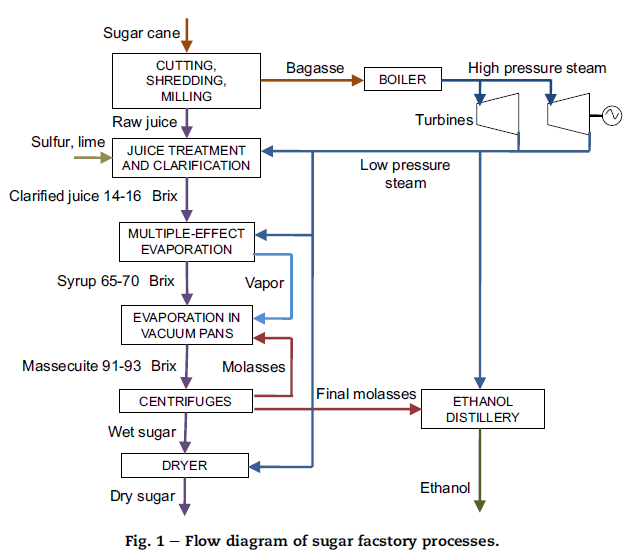 Sugar cane
CUTTING,
SHREDDING,
MILLING
Bagasse
BOILER
High pressure steam
Turbines
Raw juice
Sulfur, lime
JUICE TREATMENT
AND CLARIFICATION
Low pressure
steam
Clarified juice 14-16 Brix
MULTIPLE-EFFECT
EVAPORATION
Syrup 65-70 Brix
Vapor
EVAPORATION IN
VACUUM PANS
Massecuite 91-93 Brix
Molasses
CENTRIFUGES
Final molasses
ETHANOL
DISTILLERY
Wet sugar
DRYER
Dry sugar
Ethanol
Fig. 1 – Flow diagram of sugar facstory processes.